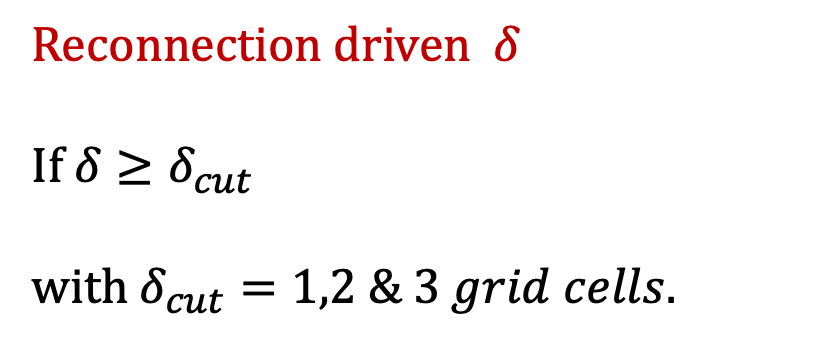 Reconnection driven δ
If δ ≥ δ_cut
with δ_cut = 1,2 & 3 grid cells.